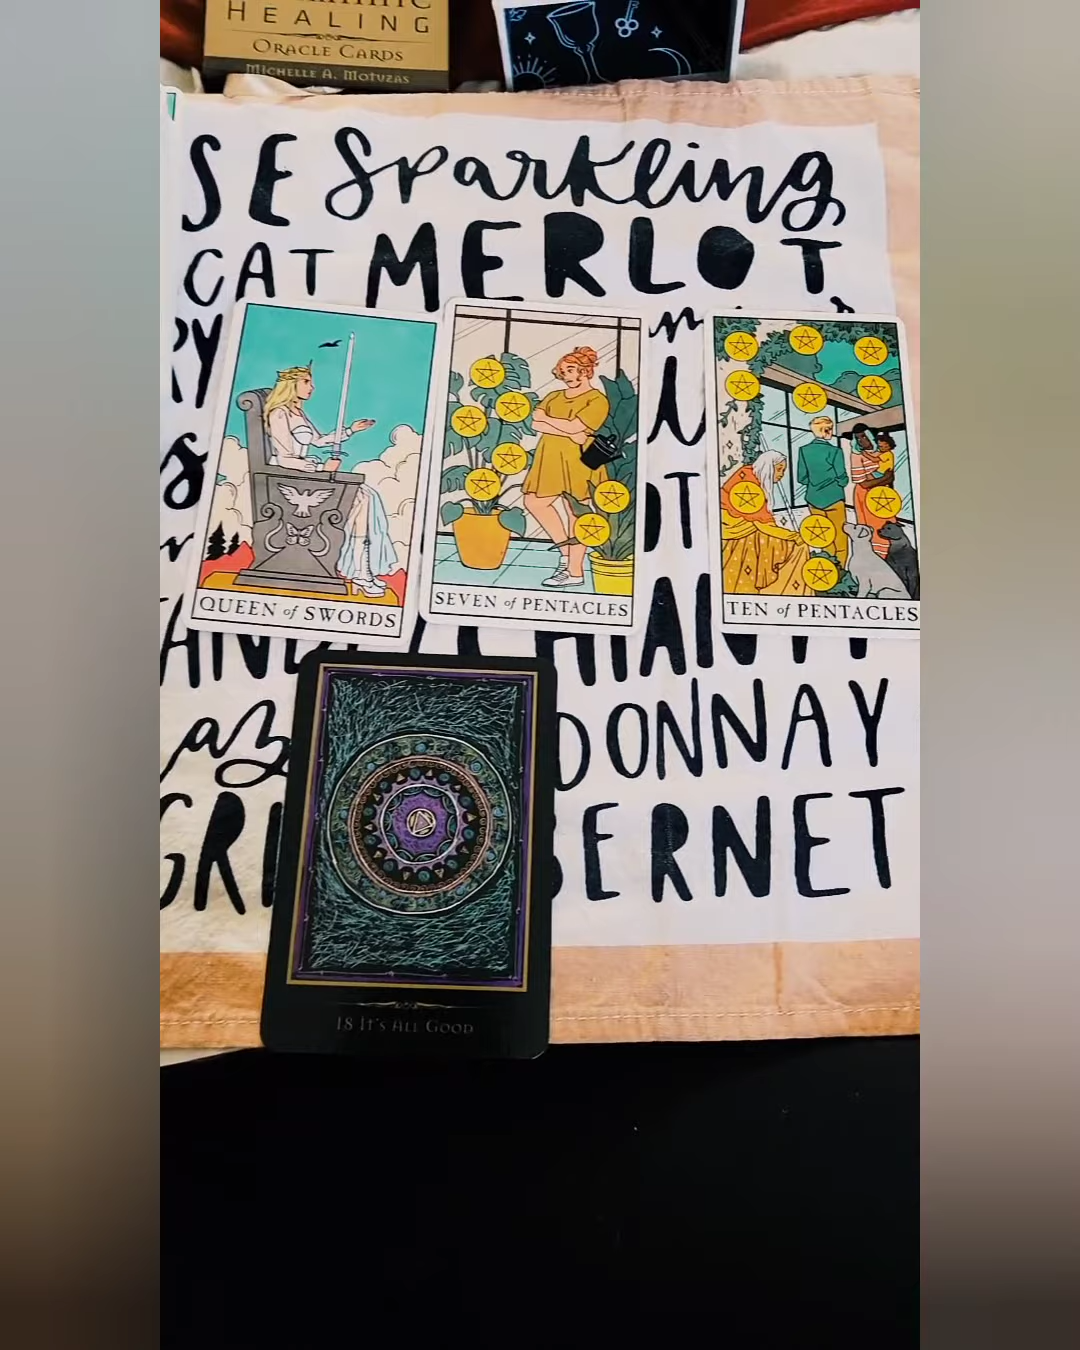 HEALING
ORACLE CARDS
MICHELLE A. MOTUZAS
SE Sparkling
CAT MERLOT
QUEEN of SWORDS
SEVEN of PENTACLES
TEN of PENTACLES
DONNAY
BERNET
18 IT'S ALL GOOD